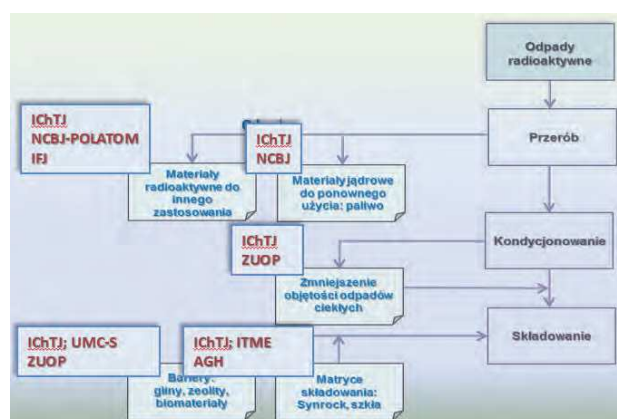 Odpady
radioaktywne
IChTJ
NCBJ-POLATOM
IFJ
IChTJ
NCBJ
Przerób
Materiały
radioaktywne do
innego
zastosowania
Materiały jądrowe
do ponownego
użycia: paliwo
IChTJ
ZUOP
Kondycjonowanie
Zmniejszenie
objętości odpadów
ciekłych
IChTJ; UMC-S
ZUOP
IChTJ; ITME
AGH
Składowanie
Bariery:
gliny, zeolity,
biomateriały
Matryce
składowania:
Synrock, szkła